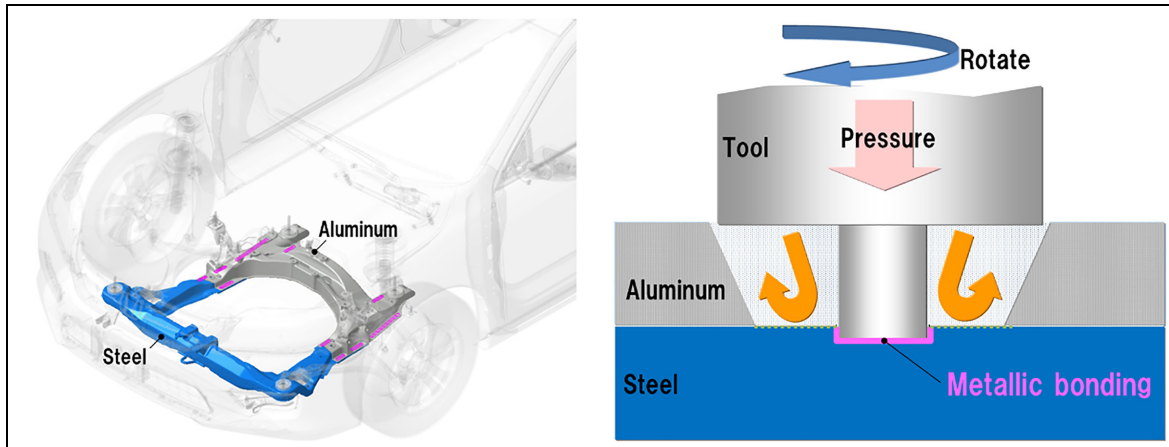 Aluminum
Steel
Rotate
Tool
Pressure
Aluminum
Steel
Metallic bonding